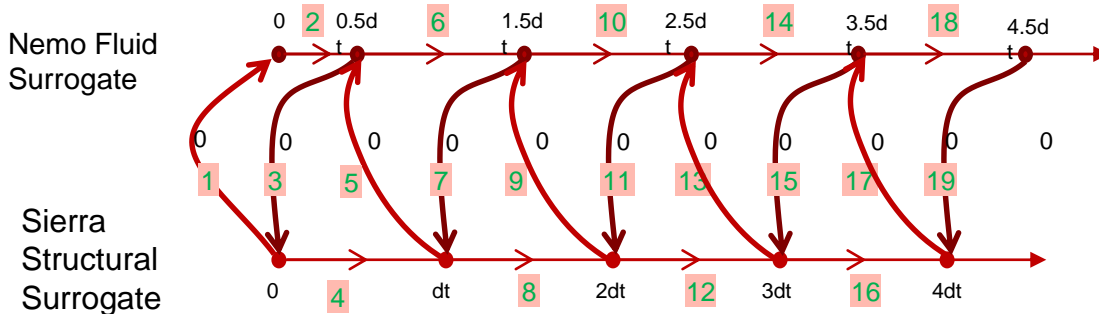 0 2 0.5d 6 1.5d 10 2.5d 14 3.5d 18 4.5d
t t t t t
Nemo Fluid
Surrogate
0 0 0 0 0 0 0 0 0 0
1 3 5 7 9 11 13 15 17 19
Sierra
Structural
Surrogate
0 4 dt 8 2dt 12 3dt 16 4dt